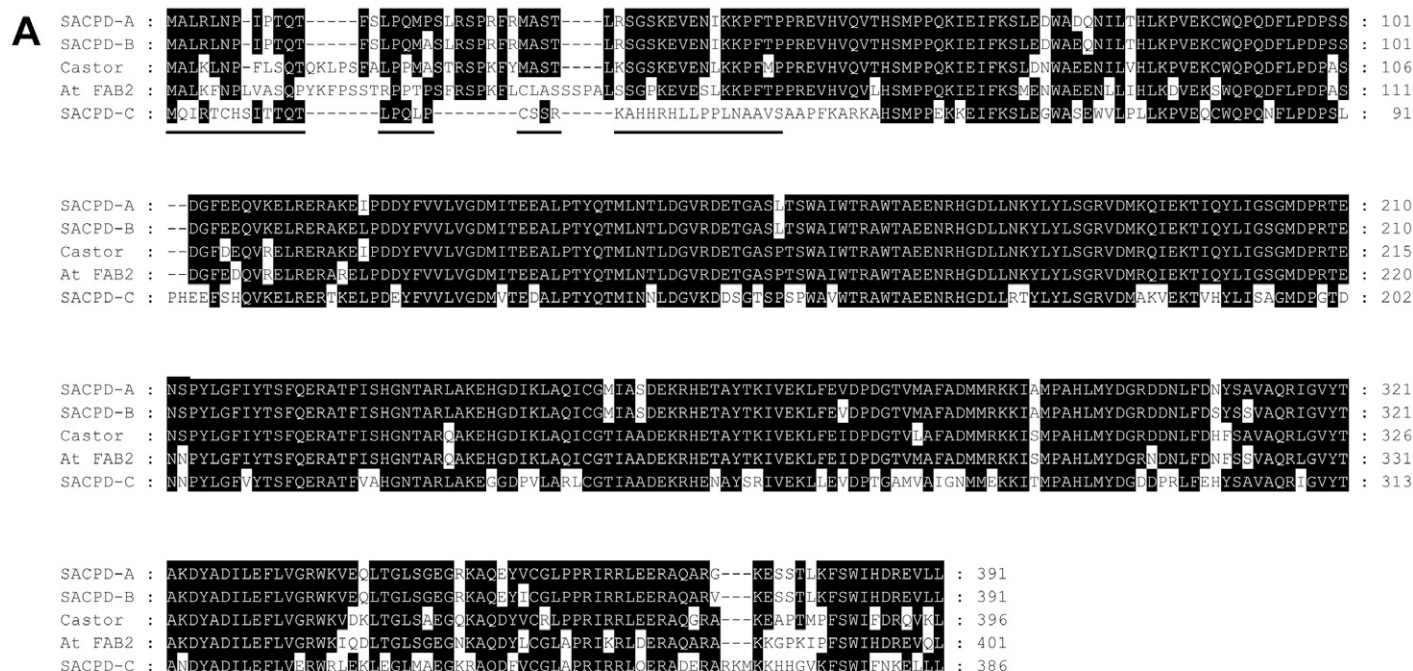 A
SACPD-A : MALRLNP-IPTQT-----FSLPQMPSLRSPRFRMAST----LRSGSKEVENIKKPFTPPREVHVQVTHSMPPQKIEIFKSLEDWADQNILTHLKPVEKCWQPQDFLPDPSS : 101
SACPD-B : MALRLNP-IPTQT-----FSLPQMASLRSPRFRMAST----LRSGSKEVENIKKPFTPPREVHVQVTHSMPPQKIEIFKSLEDWAEQNILTHLKPVEKCWQPQDFLPDPSS : 101
Castor : MALKLNP-FLSQTQKLPSFALPPMASTRSPKFYMAST----LKSGSKEVENLKKPFMPPREVHVQVTHSMPPQKIEIFKSLDNWAEENILVHLKPVEKCWQPQDFLPDPAS : 106
At FAB2 : MALKFNPLVASQPYKFPSSTRPPTPSFRSPKFLCLASSSPALSSGPKEVESLKKPFTPPREVHVQVLHSMPPQKIEIFKSMENWAEENLLIHLKDVEKSWQPQDFLPDPAS : 111
SACPD-C : MQIRTCHSITTQT------LPQLP--------CSSR-----KAHHRHLLPPLNAAVSAAPFKARKAHSMPPEKKEIFKSLEGWASEWVLPLLKPVEQCWQPQNFLPDPSL : 91
SACPD-A : --DGFEEQVKELRERAKEIPDDYFVVLVGDMITEEALPTYQTMLNTLDGVRDETGASLTSWAIWTRAWTAEENRHGDLLNKYLYLSGRVDMKQIEKTIQYLIGSGMDPRTE : 210
SACPD-B : --DGFEEQVKELRERAKELPDDYFVVLVGDMITEEALPTYQTMLNTLDGVRDETGASLTSWAIWTRAWTAEENRHGDLLNKYLYLSGRVDMKQIEKTIQYLIGSGMDPRTE : 210
Castor : --DGFDEQVRELRERAKEIPDDYFVVLVGDMITEEALPTYQTMLNTLDGVRDETGASPTSWAIWTRAWTAEENRHGDLLNKYLYLSGRVDMRQIEKTIQYLIGSGMDPRTE : 215
At FAB2 : --DGFEDQVRELRERARELPDDYFVVLVGDMITEEALPTYQTMLNTLDGVRDETGASPTSWAIWTRAWTAEENRHGDLLNKYLYLSGRVDMRQIEKTIQYLIGSGMDPRTE : 220
SACPD-C : PHEEFSHQVKELRERTKELPDEYFVVLVGDMVTEDALPTYQTMINNLDGVKDDSGTSPSPWAVWTRAWTAEENRHGDLLRTYLYLSGRVDMAKVEKTVHYLISAGMDPGTD : 202
SACPD-A : NSPYLGFIYTSFQERATFISHGNTARLAKEHGDIKLAQICGMIASDEKRHETAYTKIVEKLFEVDPDGTVMAFADMMRKKIAMPAHLMYDGRDDNLFDNYSAVAQRIGVYT : 321
SACPD-B : NSPYLGFIYTSFQERATFISHGNTARLAKEHGDIKLAQICGMIASDEKRHETAYTKIVEKLFEVDPDGTVMAFADMMRKKIAMPAHLMYDGRDDNLFDSYSSVAQRIGVYT : 321
Castor : NSPYLGFIYTSFQERATFISHGNTARQAKEHGDIKLAQICGTIAADEKRHETAYTKIVEKLFEIDPDGTVLAFADMMRKKISMPAHLMYDGRDDNLFDHFSAVAQRLGVYT : 326
At FAB2 : NNPYLGFIYTSFQERATFISHGNTARQAKEHGDIKLAQICGTIAADEKRHETAYTKIVEKLFEIDPDGTVMAFADMMRKKISMPAHLMYDGRNDNLFDNFSSVAQRLGVYT : 331
SACPD-C : NNPYLGFVYTSFQERATFVAHGNTARLAKEGGDPVLARLCGTIAADEKRHENAYSRIVEKLLEVDPTGAMVAIGNMMEKKITMPAHLMYDGDDPRLFEHYSAVAQRIGVYT : 313
SACPD-A : AKDYADILEFLVGRWKVEQLTGLSGEGRKAQEYVCGLPPRIRRLEERAQARG---KESSTLKFSWIHDREVLL : 391
SACPD-B : AKDYADILEFLVGRWKVEQLTGLSGEGRKAQEYICGLPPRIRRLEERAQARV---KESSTLKFSWIHDREVLL : 391
Castor : AKDYADILEFLVGRWKVDKLTGLSAEGQKAQDYVCRLPPRIRRLEERAQGRA---KEAPTMPFSWIFDRQVKL : 396
At FAB2 : AKDYADILEFLVGRWKIQDLTGLSGEGNKAQDYLCGLAPRIKRLDERAQARA---KKGPKIPFSWIHDREVQL : 401
SACPD-C : ANDYADILEFLVERWRLEKLEGLMAEGKRAQDFVCGLAPRIRRLQERADERARKMKKHHGVKFSWIFNKELLL : 386